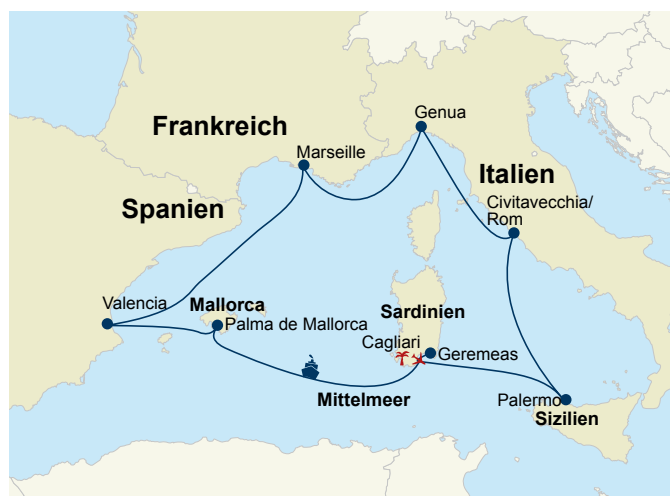 Genua
Frankreich
Marseille
Italien
Civitavecchia/
Rom
Spanien
Valencia
Mallorca
Palma de Mallorca
Sardinien
Cagliari
Geremeas
Mittelmeer
Palermo
Sizilien